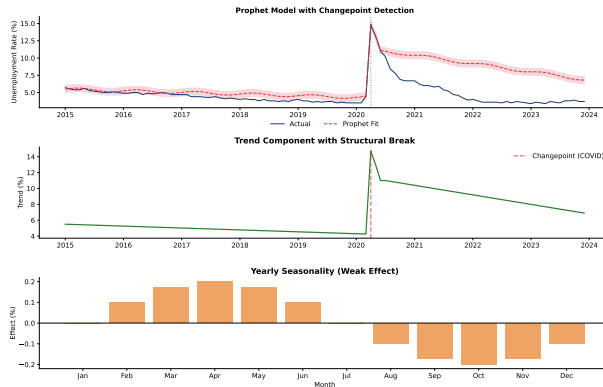 Prophet Model with Changepoint Detection
Unemployment Rate (%)
15.0
12.5
10.0
7.5
5.0
2015 2016 2017 2018 2019 2020 2021 2022 2023 2024
Actual Prophet Fit
Trend Component with Structural Break
Trend (%)
14
12
10
8
6
4
Changepoint (COVID)
2015 2016 2017 2018 2019 2020 2021 2022 2023 2024
Yearly Seasonality (Weak Effect)
Effect (%)
0.2
0.1
0.0
−0.1
−0.2
Jan Feb Mar Apr May Jun Jul Aug Sep Oct Nov Dec
Month